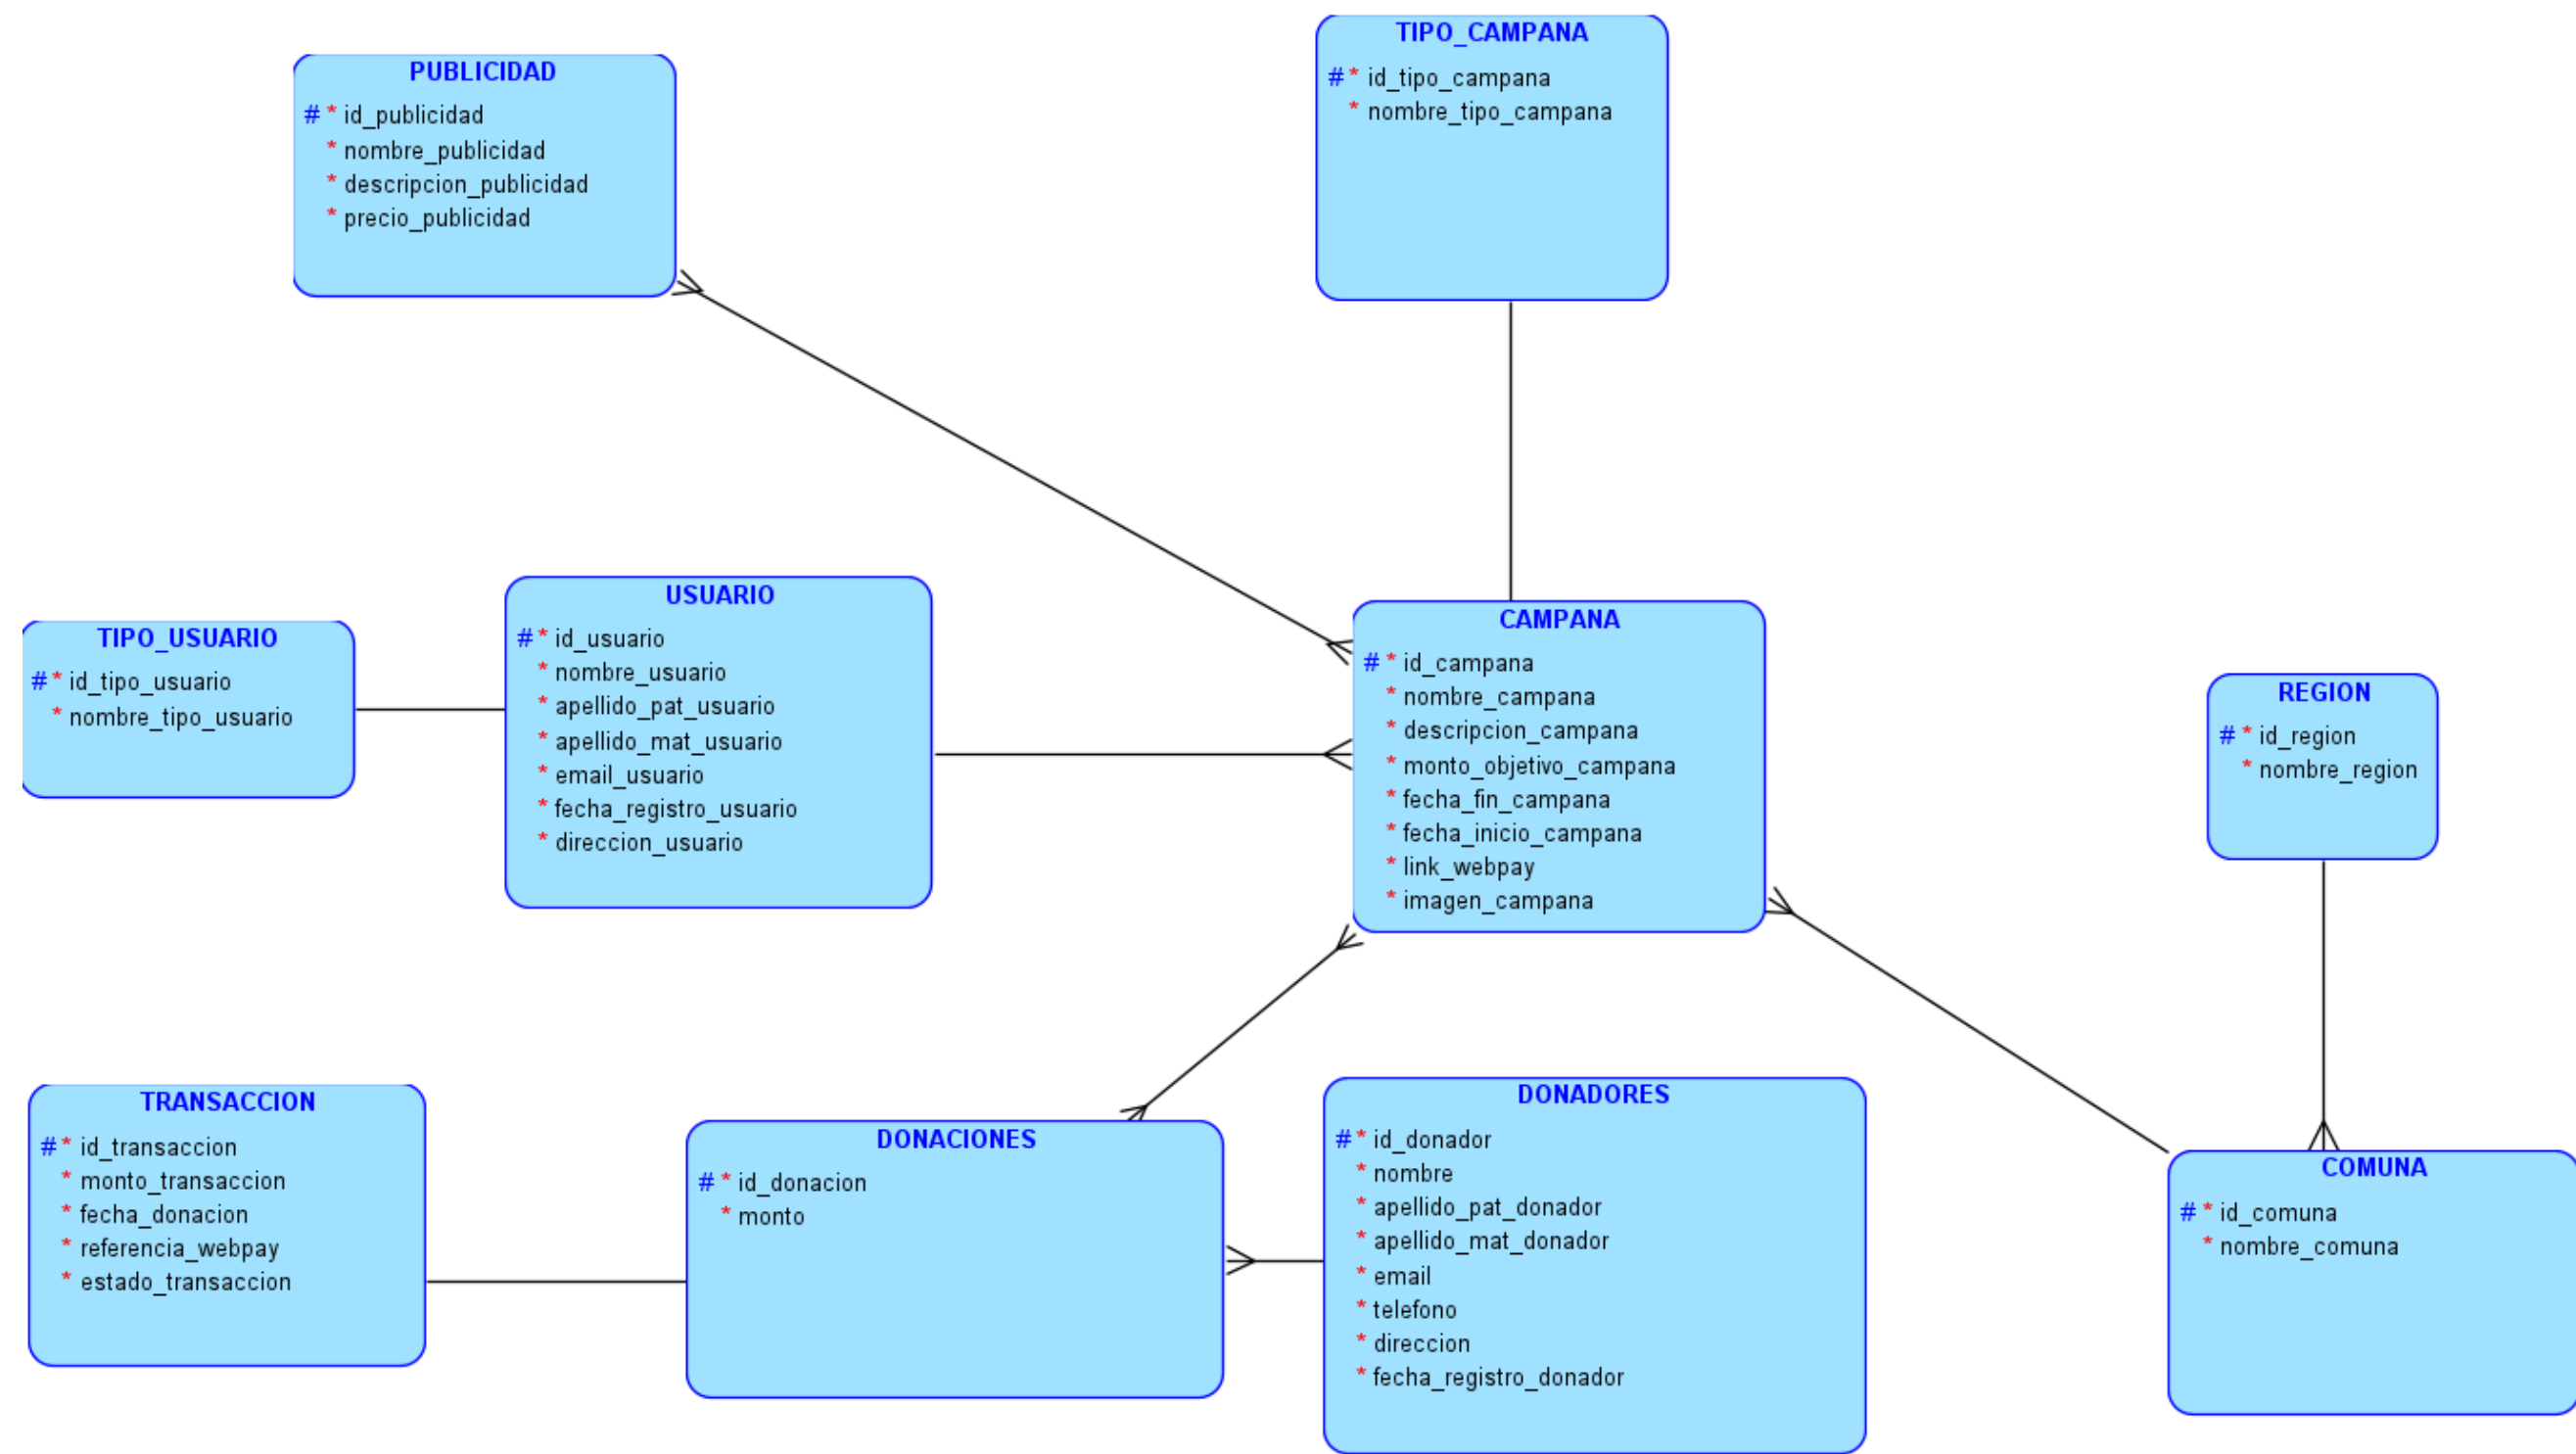 PUBLICIDAD
#* id_publicidad
* nombre_publicidad
* descripcion_publicidad
* precio_publicidad
TIPO_CAMPANA
#* id_tipo_campana
* nombre_tipo_campana
TIPO_USUARIO
#* id_tipo_usuario
* nombre_tipo_usuario
USUARIO
#* id_usuario
* nombre_usuario
* apellido_pat_usuario
* apellido_mat_usuario
* email_usuario
* fecha_registro_usuario
* direccion_usuario
CAMPANA
#* id_campana
* nombre_campana
* descripcion_campana
* monto_objetivo_campana
* fecha_fin_campana
* fecha_inicio_campana
* link_webpay
* imagen_campana
REGION
#* id_region
* nombre_region
TRANSACCION
#* id_transaccion
* monto_transaccion
* fecha_donacion
* referencia_webpay
* estado_transaccion
DONACIONES
#* id_donacion
* monto
DONADORES
#* id_donador
* nombre
* apellido_pat_donador
* apellido_mat_donador
* email
* telefono
* direccion
* fecha_registro_donador
COMUNA
#* id_comuna
* nombre_comuna